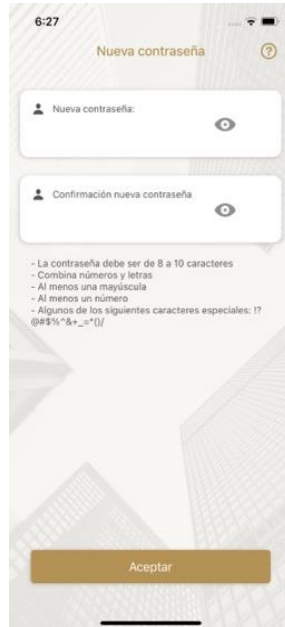 6:27
Nueva contraseña
?
Nueva contraseña:
Confirmación nueva contraseña
- La contraseña debe ser de 8 a 10 caracteres
- Combina números y letras
- Al menos una mayúscula
- Al menos un número
- Algunos de los siguientes caracteres especiales: !?
@#$%^&+_=*()/
Aceptar